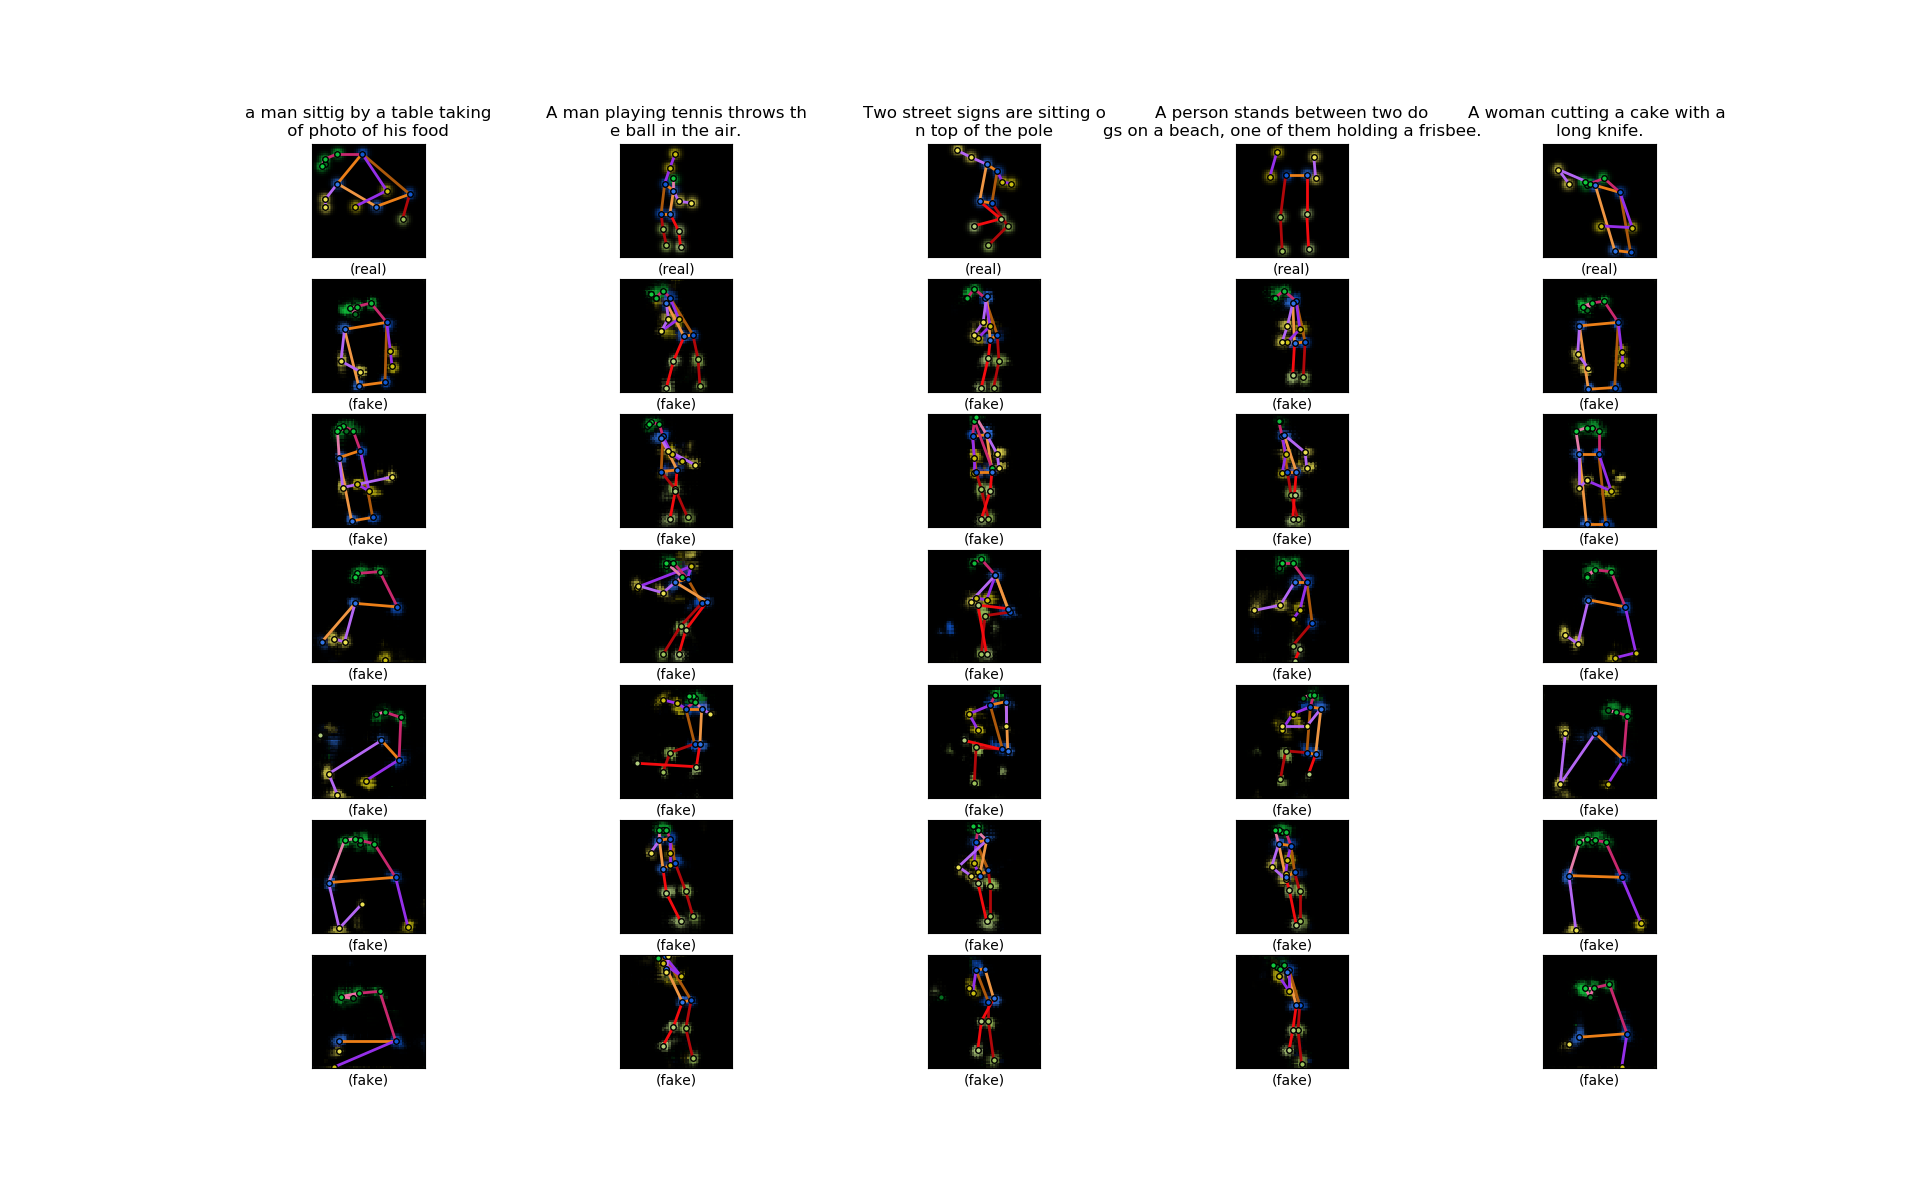 a man sittig by a table taking
of photo of his food
A man playing tennis throws th
e ball in the air.
Two street signs are sitting o
n top of the pole
A person stands between two do
gs on a beach, one of them holding a frisbee.
A woman cutting a cake with a
long knife.
(real) (real) (real) (real) (real)
(fake) (fake) (fake) (fake) (fake)
(fake) (fake) (fake) (fake) (fake)
(fake) (fake) (fake) (fake) (fake)
(fake) (fake) (fake) (fake) (fake)
(fake) (fake) (fake) (fake) (fake)
(fake) (fake) (fake) (fake) (fake)